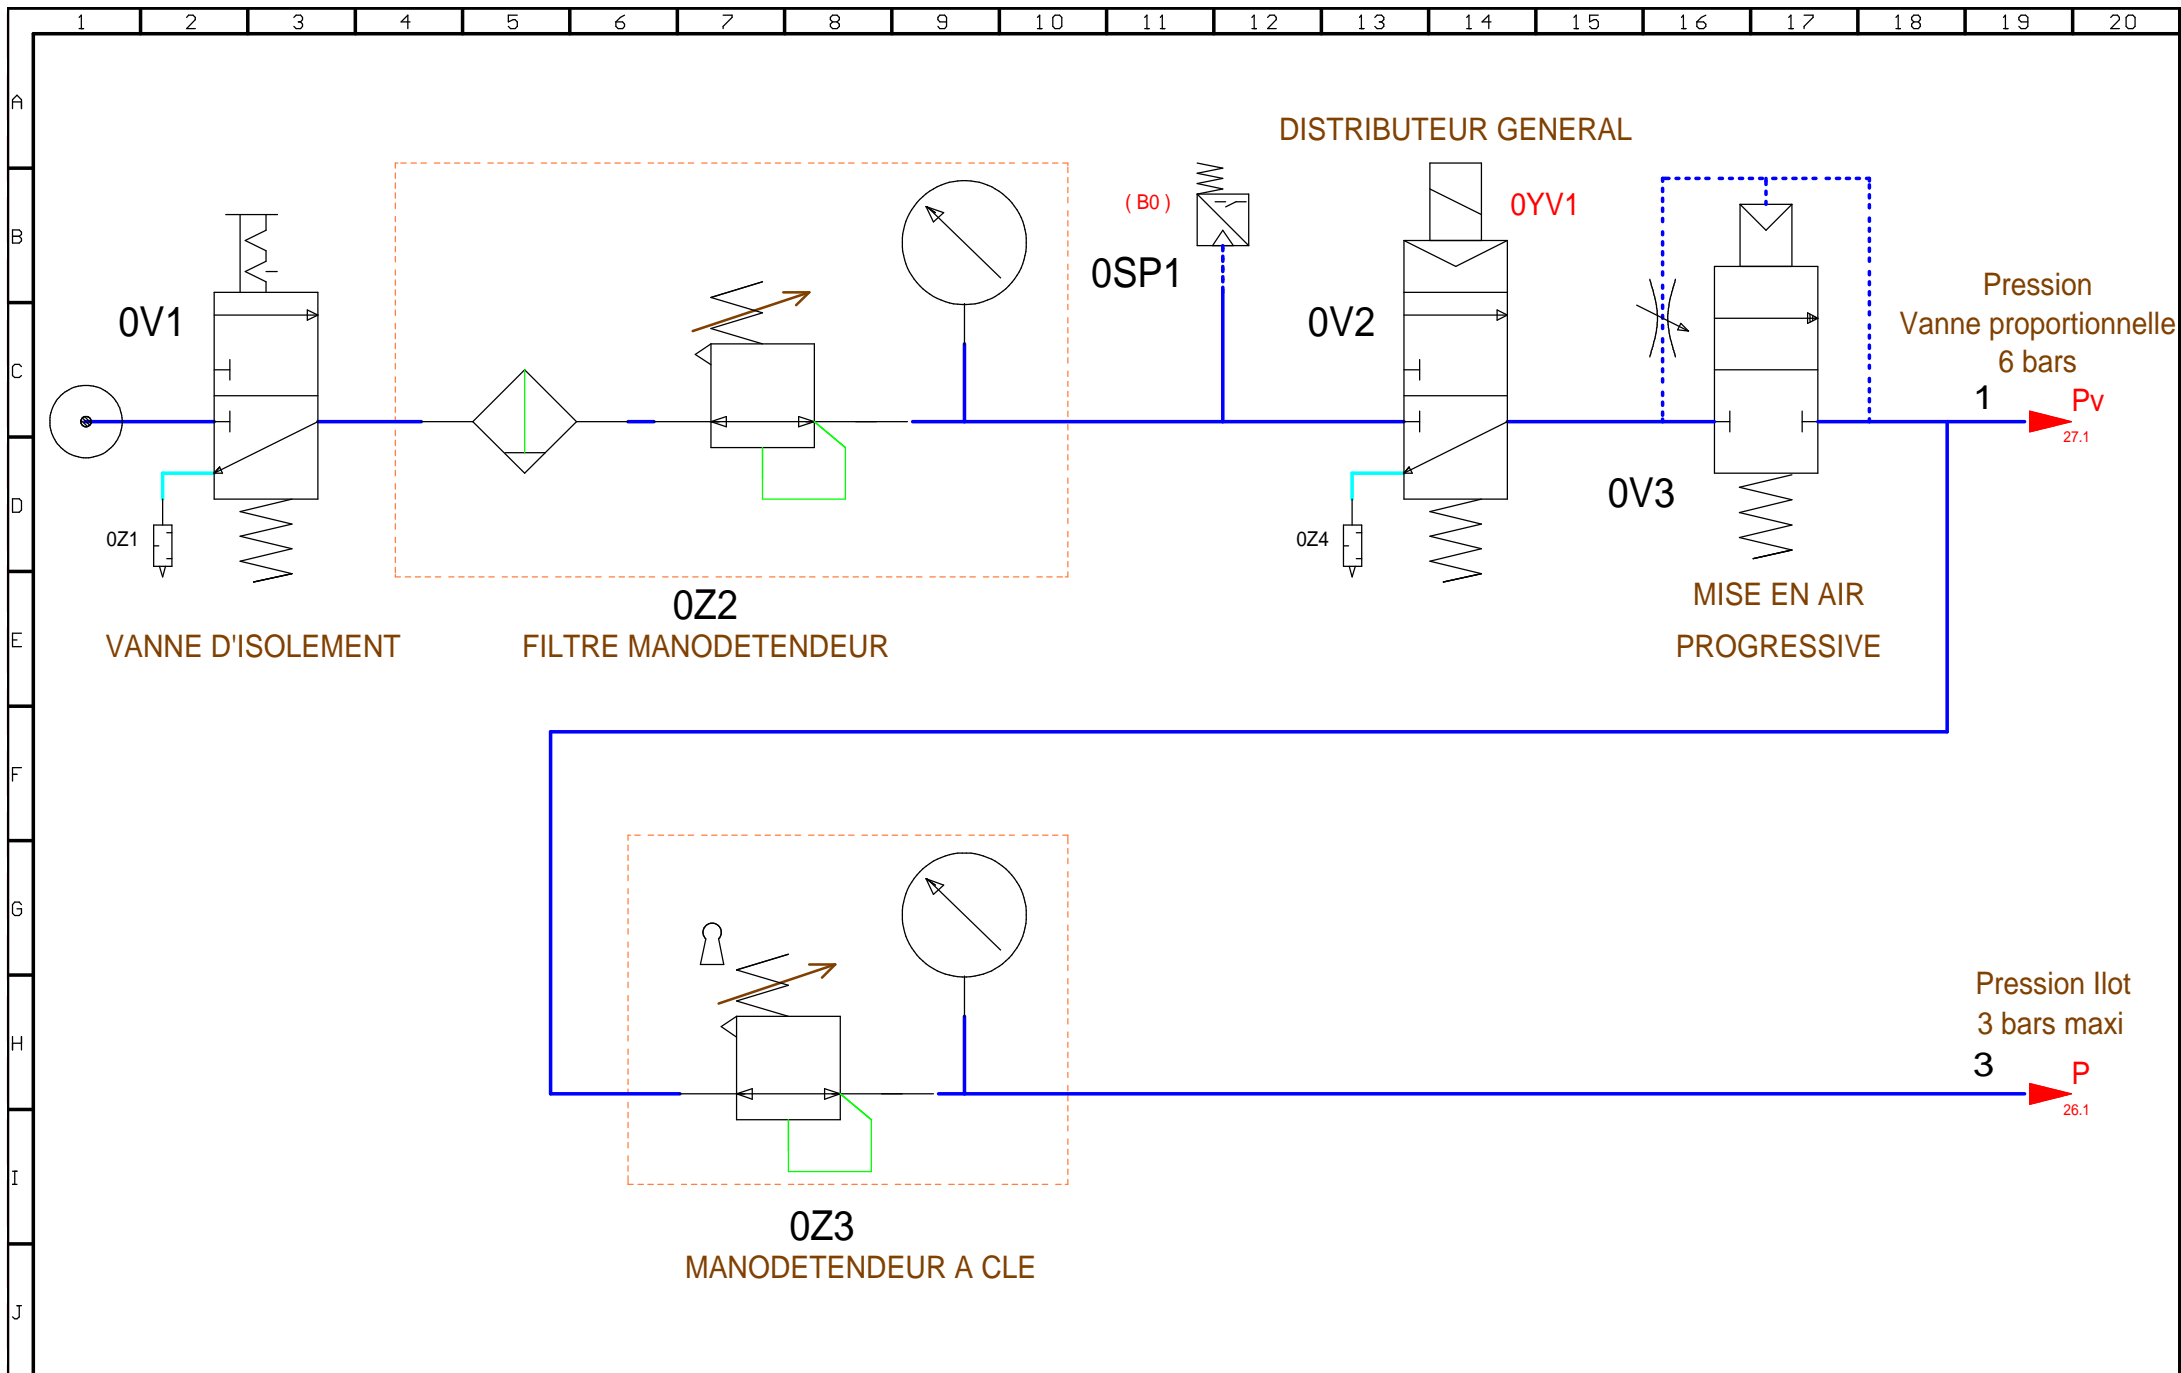 1 2 3 4 5 6 7 8 9 10 11 12 13 14 15 16 17 18 19 20
A
B
C
D
E
F
G
H
I
J
DISTRIBUTEUR GENERAL
( B0 )
0YV1
0SP1
0V1
0V2
Pression
Vanne proportionnelle
6 bars
1
Pv
27.1
0V3
0Z1
0Z4
0Z2
MISE EN AIR
PROGRESSIVE
VANNE D'ISOLEMENT
FILTRE MANODETENDEUR
Pression Ilot
3 bars maxi
3
P
26.1
0Z3
MANODETENDEUR A CLE